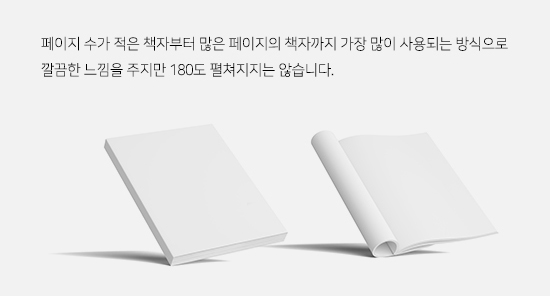 페이지 수가 적은 책자부터 많은 페이지의 책자까지 가장 많이 사용되는 방식으로
깔끔한 느낌을 주지만 180도 펼쳐지지는 않습니다.